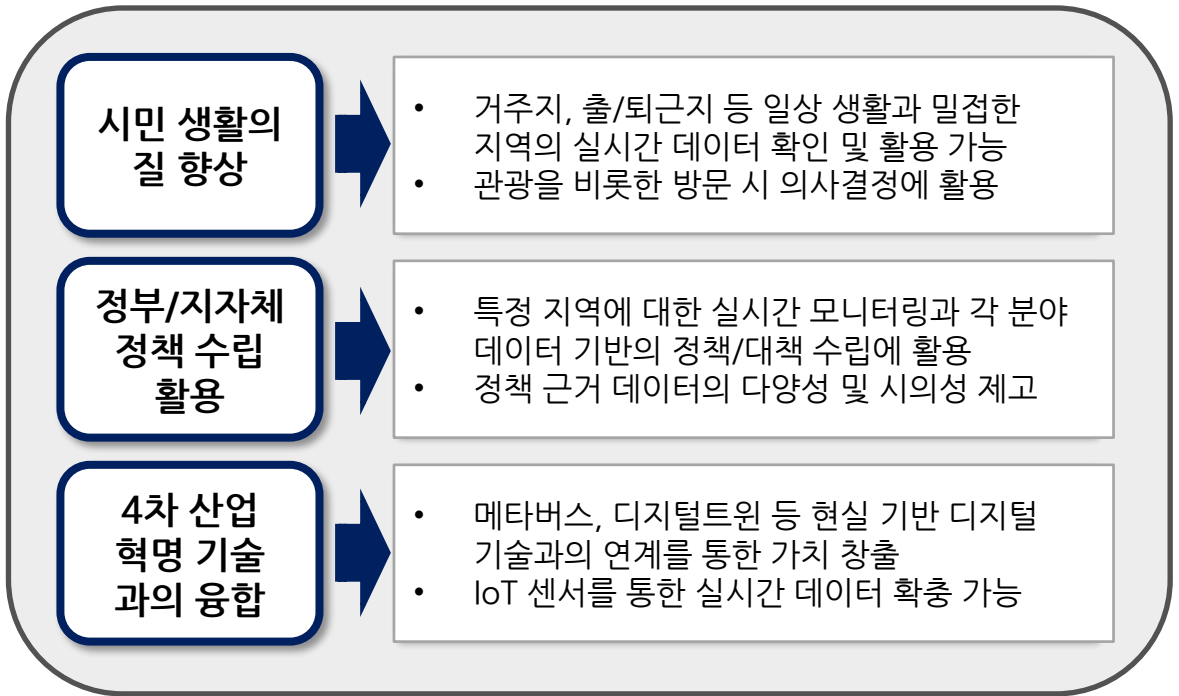 시민 생활의
질 향상
• 거주지, 출/퇴근지 등 일상 생활과 밀접한
지역의 실시간 데이터 확인 및 활용 가능
• 관광을 비롯한 방문 시 의사결정에 활용
정부/지자체
정책 수립
활용
• 특정 지역에 대한 실시간 모니터링과 각 분야
데이터 기반의 정책/대책 수립에 활용
• 정책 근거 데이터의 다양성 및 시의성 제고
4차 산업
혁명 기술
과의 융합
• 메타버스, 디지털트윈 등 현실 기반 디지털
기술과의 연계를 통한 가치 창출
• IoT 센서를 통한 실시간 데이터 확충 가능